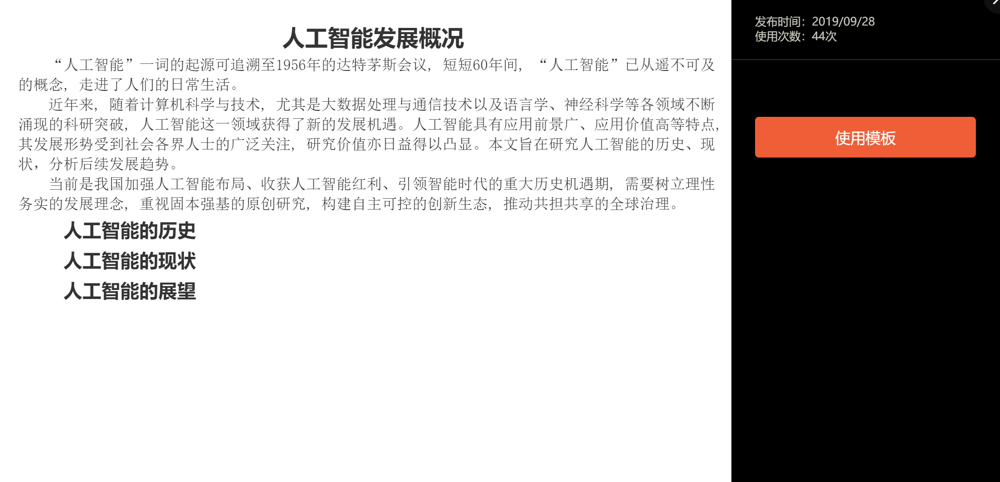 人工智能发展概况
“人工智能”一词的起源可追溯至1956年的达特茅斯会议，短短60年间，“人工智能”已从遥不可及
的概念，走进了人们的日常生活。
近年来，随着计算机科学与技术，尤其是大数据处理与通信技术以及语言学、神经科学等各领域不断
涌现的科研突破，人工智能这一领域获得了新的发展机遇。人工智能具有应用前景广、应用价值高等特点，
其发展形势受到社会各界人士的广泛关注，研究价值亦日益得以凸显。本文旨在研究人工智能的历史、现
状，分析后续发展趋势。
当前是我国加强人工智能布局、收获人工智能红利、引领智能时代的重大历史机遇期，需要树立理性
务实的发展理念，重视固本强基的原创研究，构建自主可控的创新生态，推动共担共享的全球治理。
人工智能的历史
人工智能的现状
人工智能的展望
发布时间：2019/09/28
使用次数：44次
使用模板